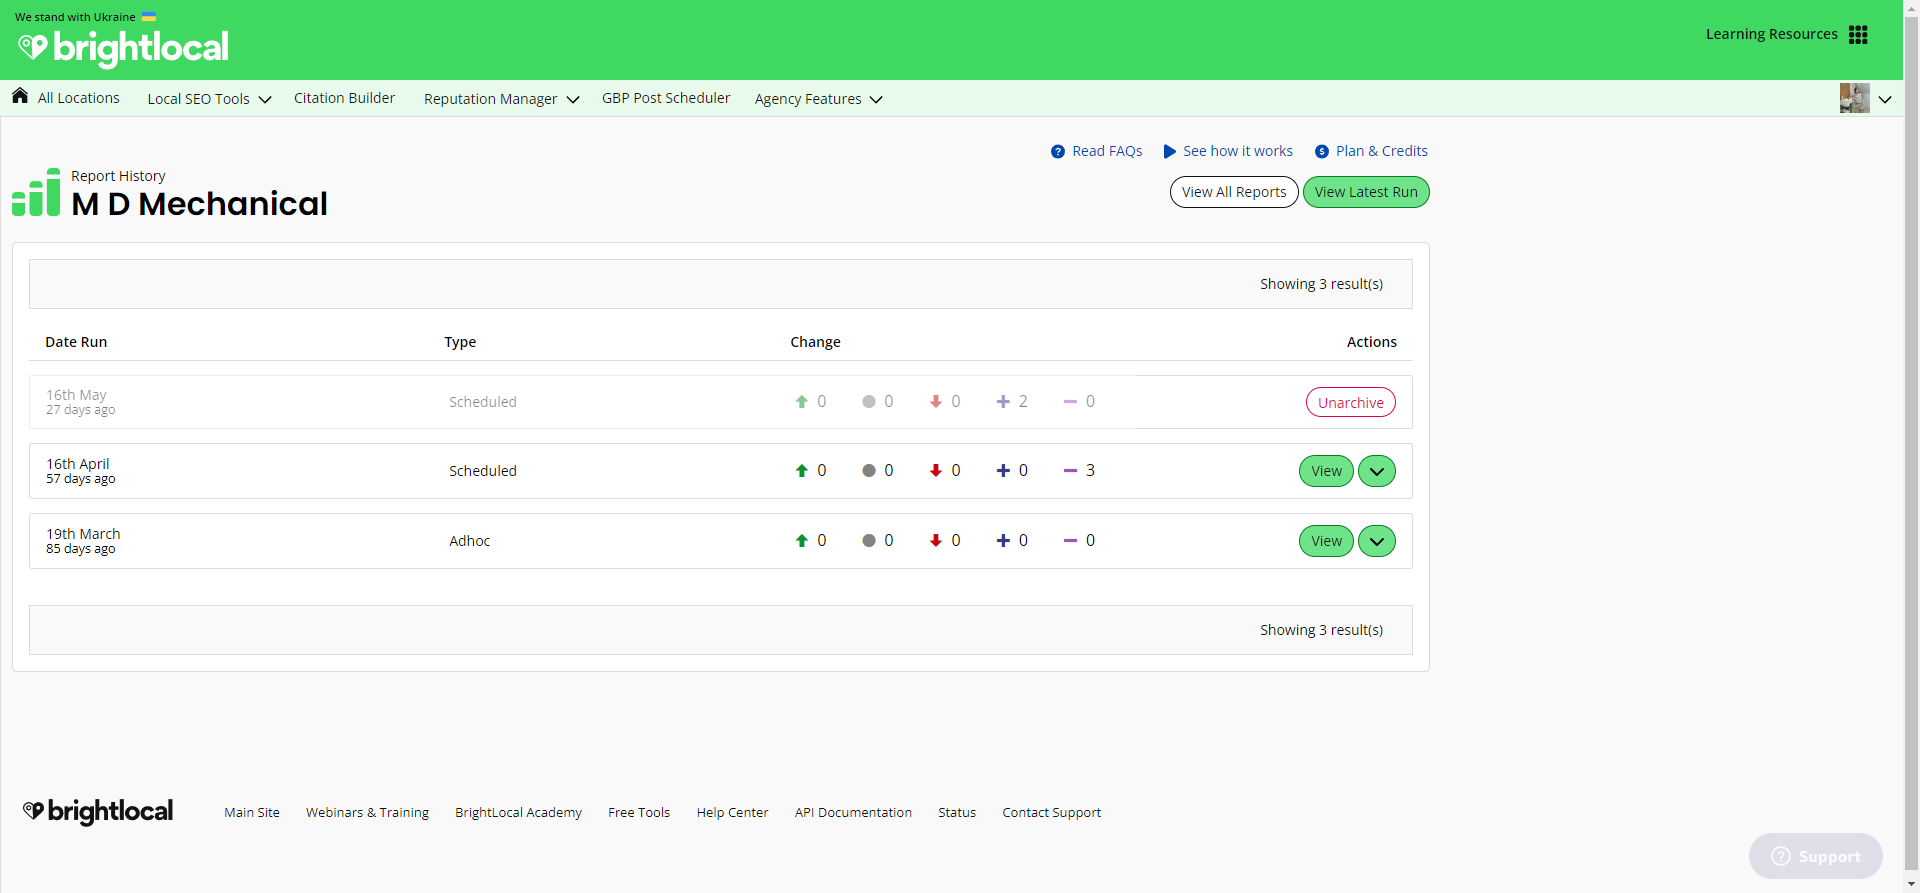 We stand with Ukraine
brightlocal
Learning Resources
All Locations
Local SEO Tools
Citation Builder
Reputation Manager
GBP Post Scheduler
Agency Features
Read FAQs
See how it works
Plan & Credits
Report History
M D Mechanical
View All Reports
View Latest Run
Showing 3 result(s)
Date Run Type Change Actions
16th May
27 days ago
Scheduled 0 0 0 2 0 Unarchive
16th April
57 days ago
Scheduled 0 0 0 0 3 View
19th March
85 days ago
Adhoc 0 0 0 0 0 View
Showing 3 result(s)
brightlocal
Main Site
Webinars & Training
BrightLocal Academy
Free Tools
Help Center
API Documentation
Status
Contact Support
Support